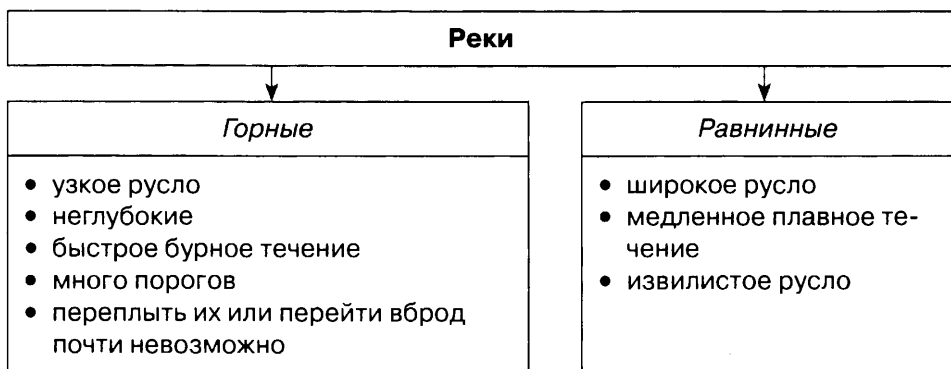 Реки
Горные
• узкое русло
• неглубокие
• быстрое бурное течение
• много порогов
• переплыть их или перейти вброд
почти невозможно
Равнинные
• широкое русло
• медленное плавное те-
чение
• извилистое русло